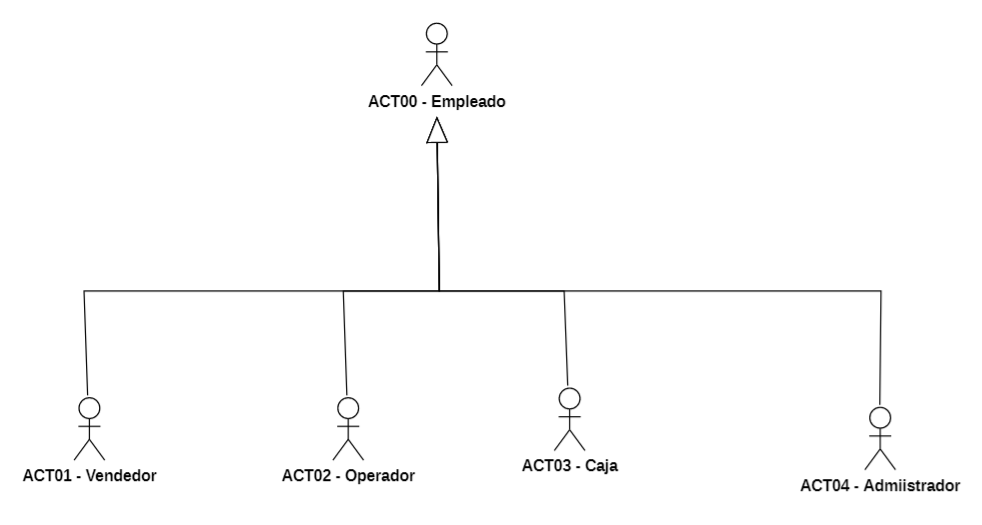 ACT00 - Empleado
ACT01 - Vendedor
ACT02 - Operador
ACT03 - Caja
ACT04 - Admiistrador